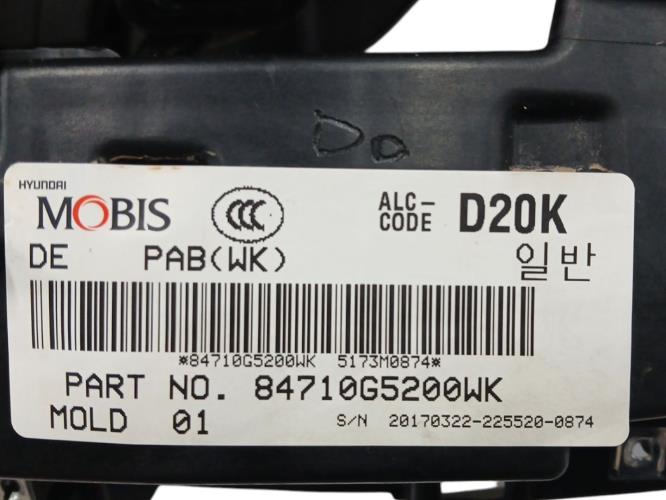 Do
HYUNDAI
MOBIS CCC ALC-CODE D20K
DE PAB(WK) 일반
*84710G5200WK 5173M0874*
PART NO. 84710G5200WK
MOLD 01 S/N 20170322-225520-0874